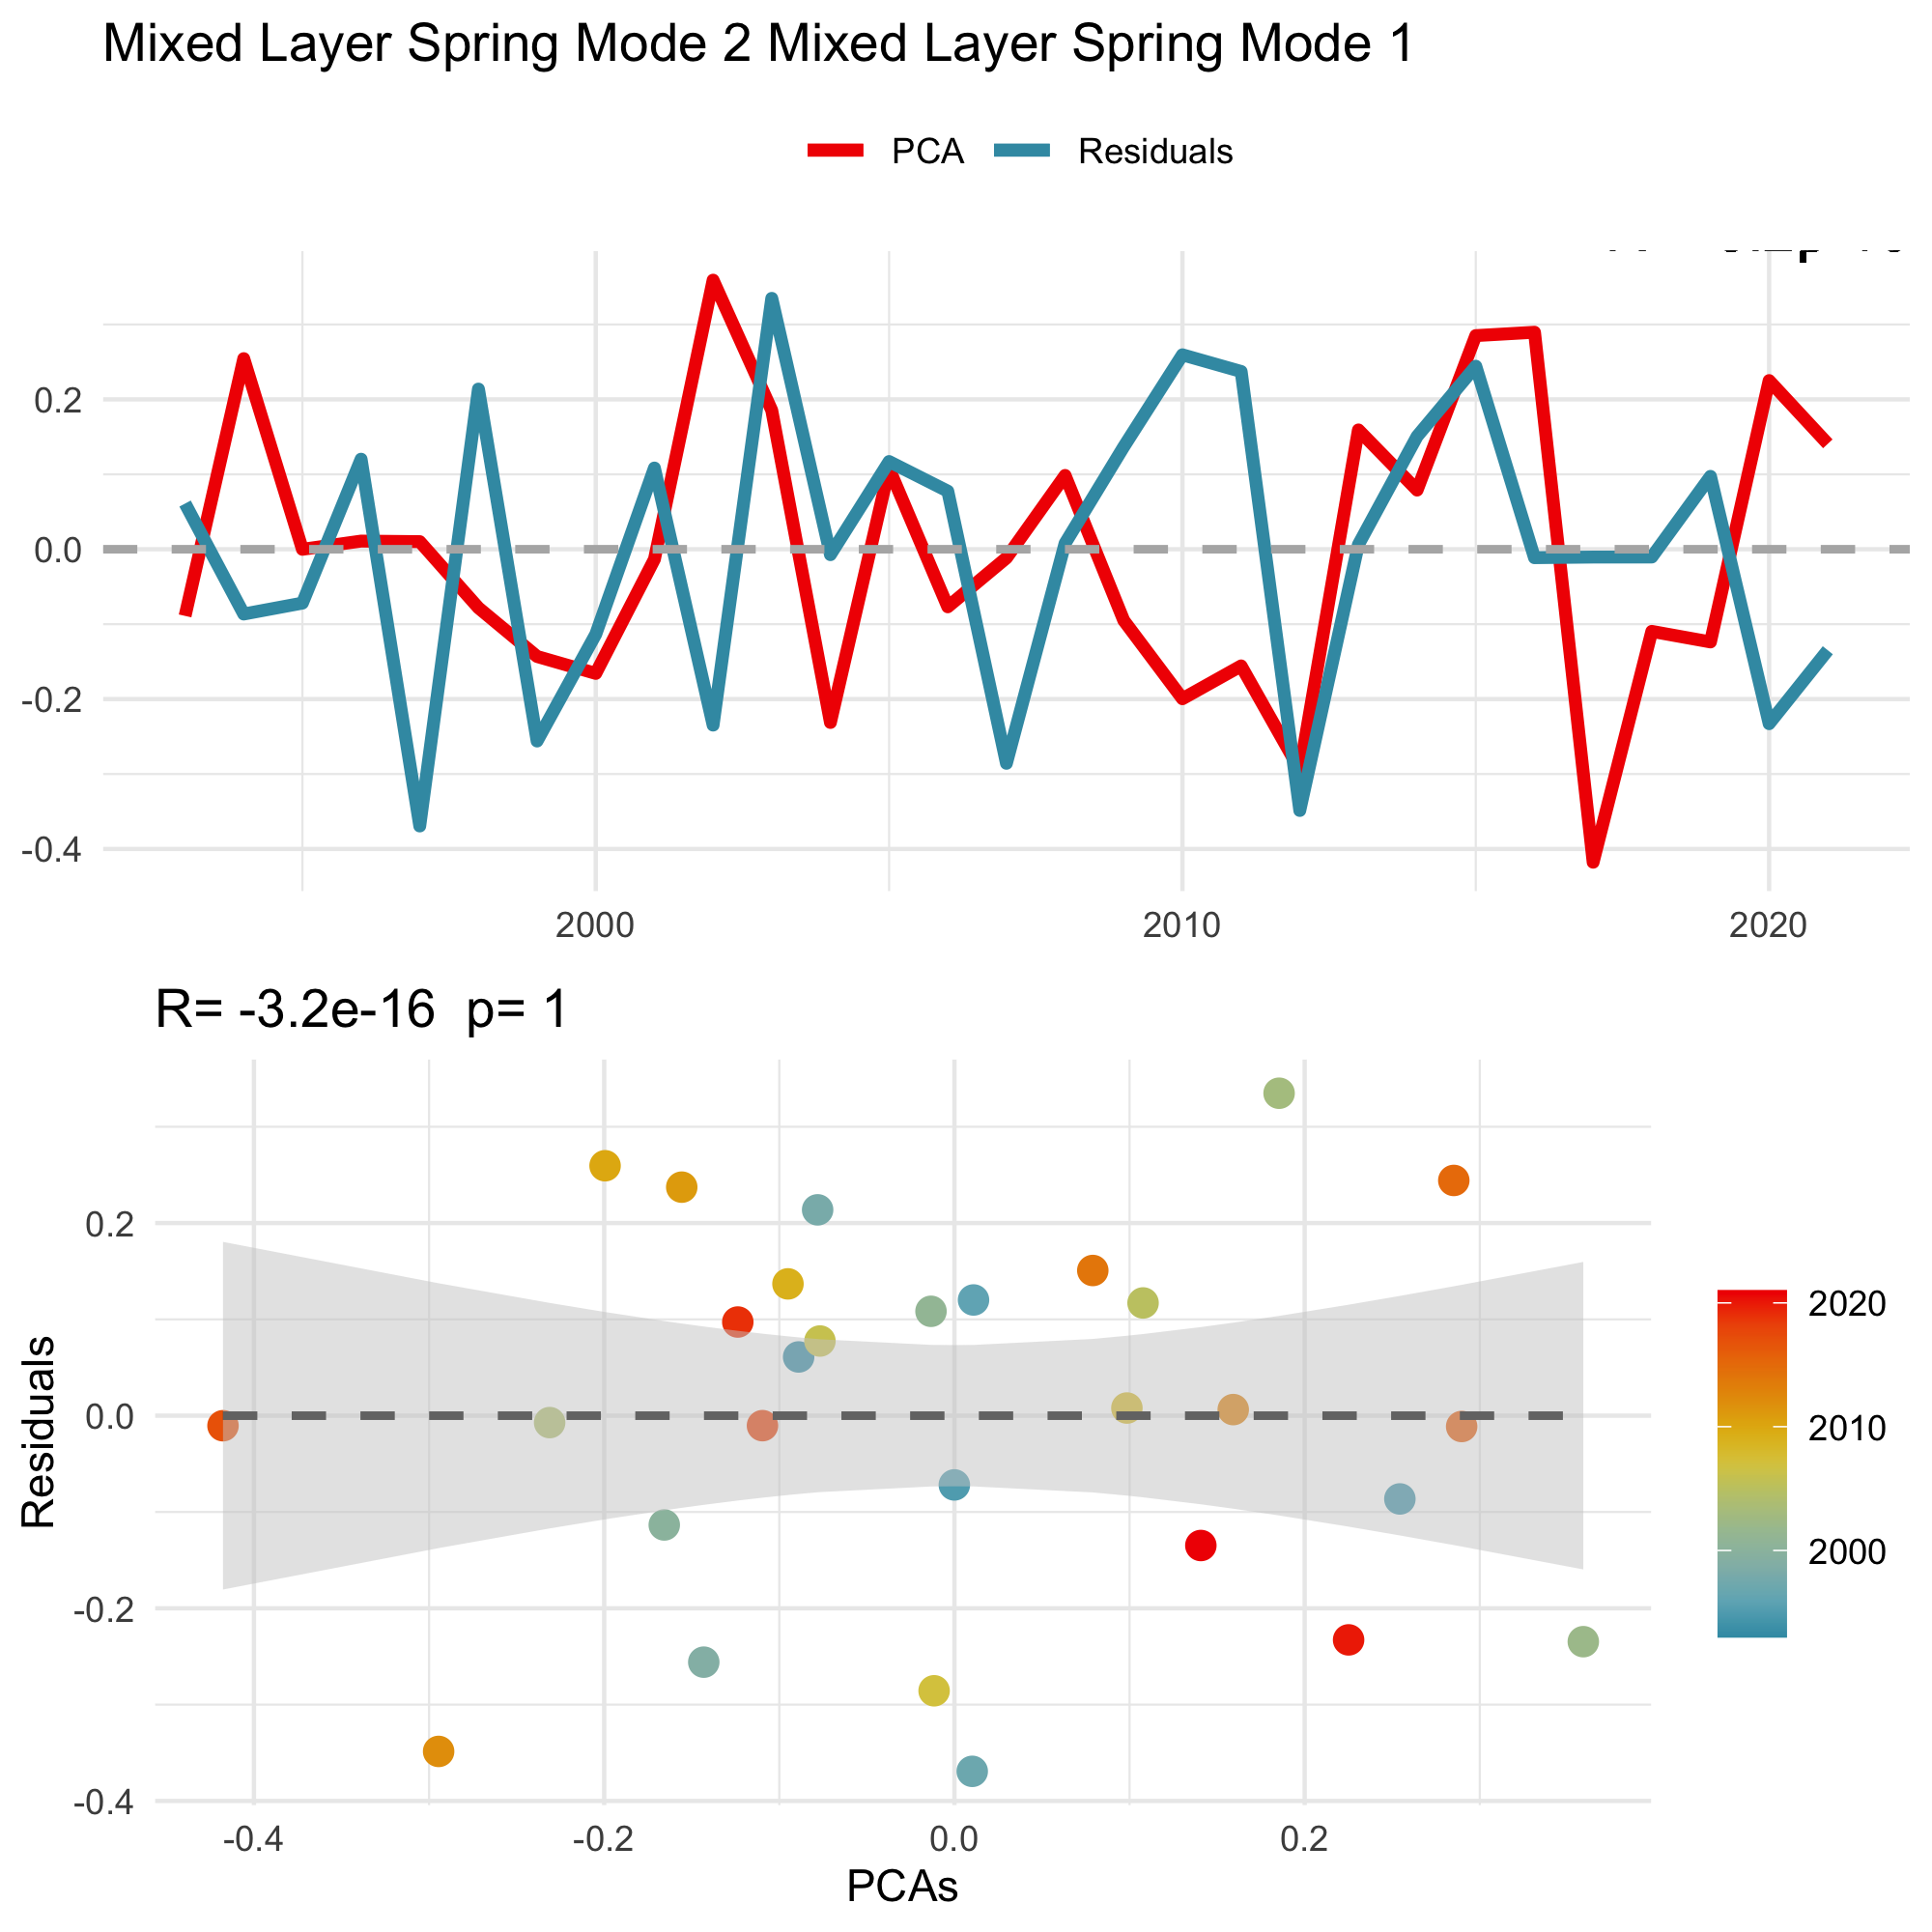 Mixed Layer Spring Mode 2 Mixed Layer Spring Mode 1
PCA Residuals
0.2
0.0
-0.2
-0.4
2000 2010 2020
R= -3.2e-16 p= 1
Residuals
0.2
0.0
-0.2
-0.4
-0.4 -0.2 0.0 0.2
PCAs
2020
2010
2000